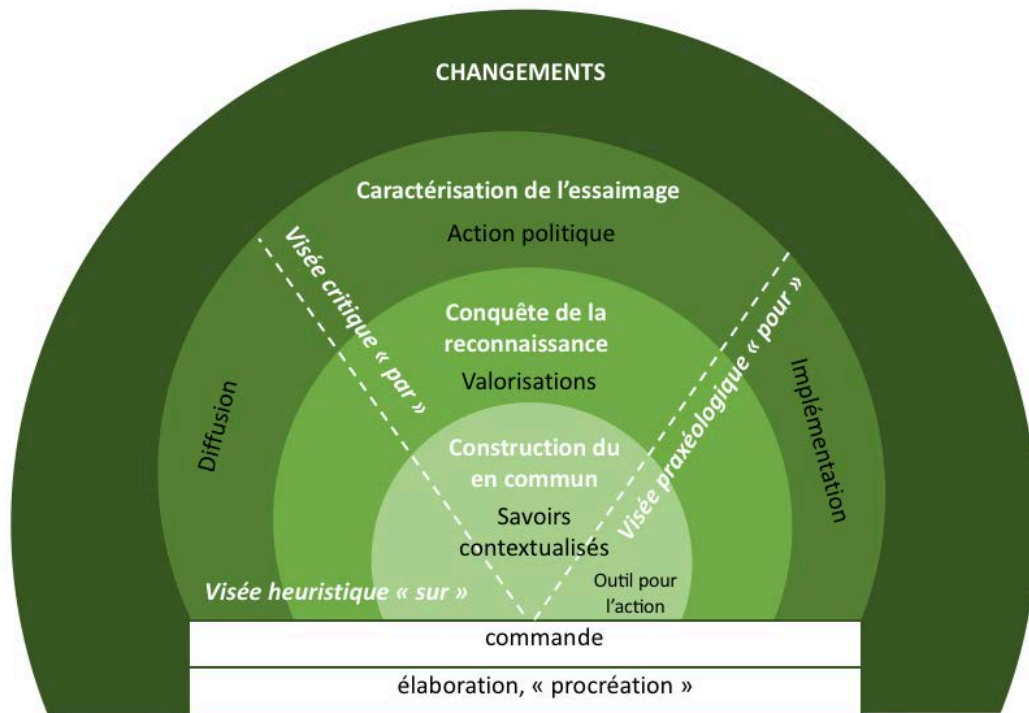 CHANGEMENTS
Caractérisation de l’essaimage
Action politique
Visée critique « par »
Visée praxéologique « pour »
Conquête de la
reconnaissance
Valorisations
Diffusion
Implémentation
Construction du
en commun
Savoirs
contextualisés
Visée heuristique « sur »
Outil pour
l’action
commande
élaboration, « procréation »